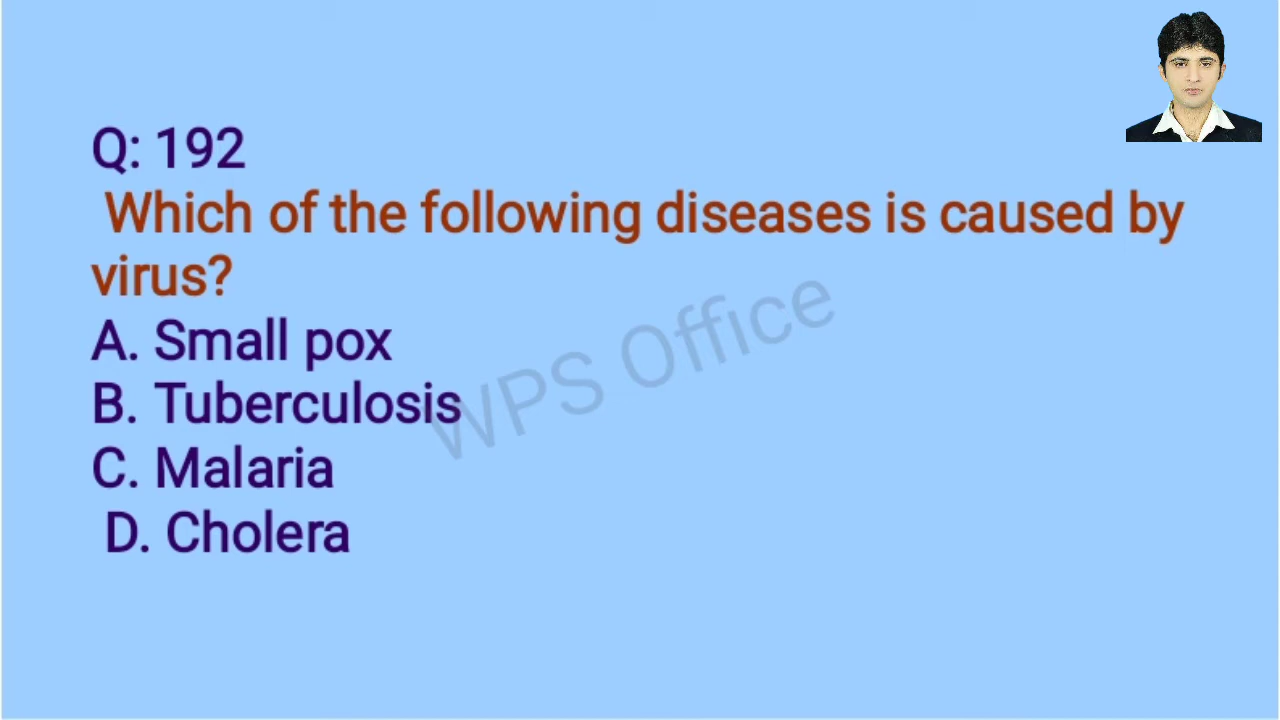 Q: 192
Which of the following diseases is caused by
virus?
A. Small pox
B. Tuberculosis
C. Malaria
D. Cholera
WPS Office